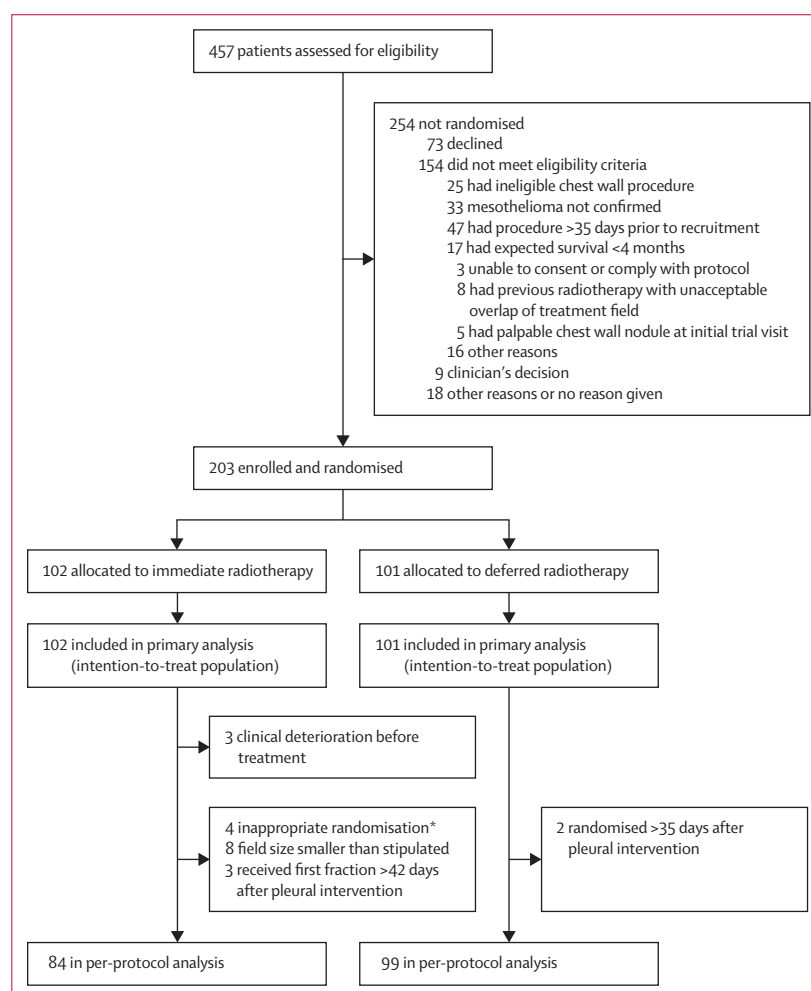 457 patients assessed for eligibility
254 not randomised
73 declined
154 did not meet eligibility criteria
25 had ineligible chest wall procedure
33 mesothelioma not confirmed
47 had procedure >35 days prior to recruitment
17 had expected survival <4 months
3 unable to consent or comply with protocol
8 had previous radiotherapy with unacceptable
overlap of treatment field
5 had palpable chest wall nodule at initial trial visit
16 other reasons
9 clinician's decision
18 other reasons or no reason given
203 enrolled and randomised
102 allocated to immediate radiotherapy
101 allocated to deferred radiotherapy
102 included in primary analysis
(intention-to-treat population)
101 included in primary analysis
(intention-to-treat population)
3 clinical deterioration before
treatment
4 inappropriate randomisation*
8 field size smaller than stipulated
3 received first fraction >42 days
after pleural intervention
2 randomised >35 days after
pleural intervention
84 in per-protocol analysis
99 in per-protocol analysis